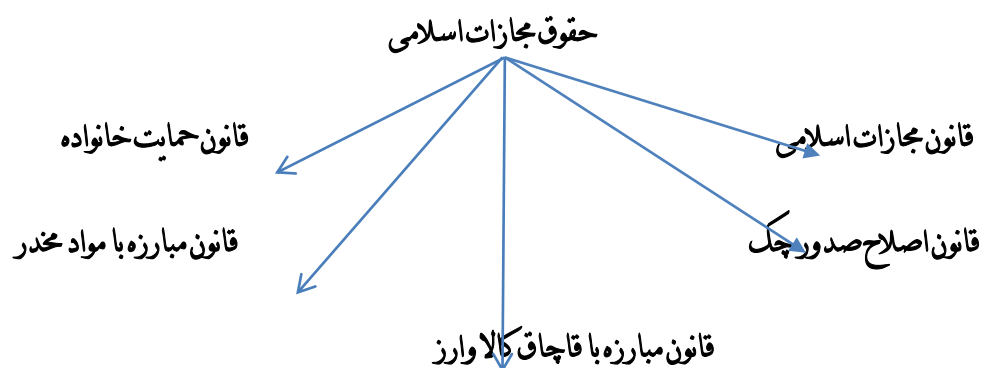 حقوق مجازات اسلامی
قانون مجازات اسلامی
قانون حمایت خانواده
قانون اصلاح صدور چک
قانون مبارزه با مواد مخدر
قانون مبارزه با قاچاق کالا وارز